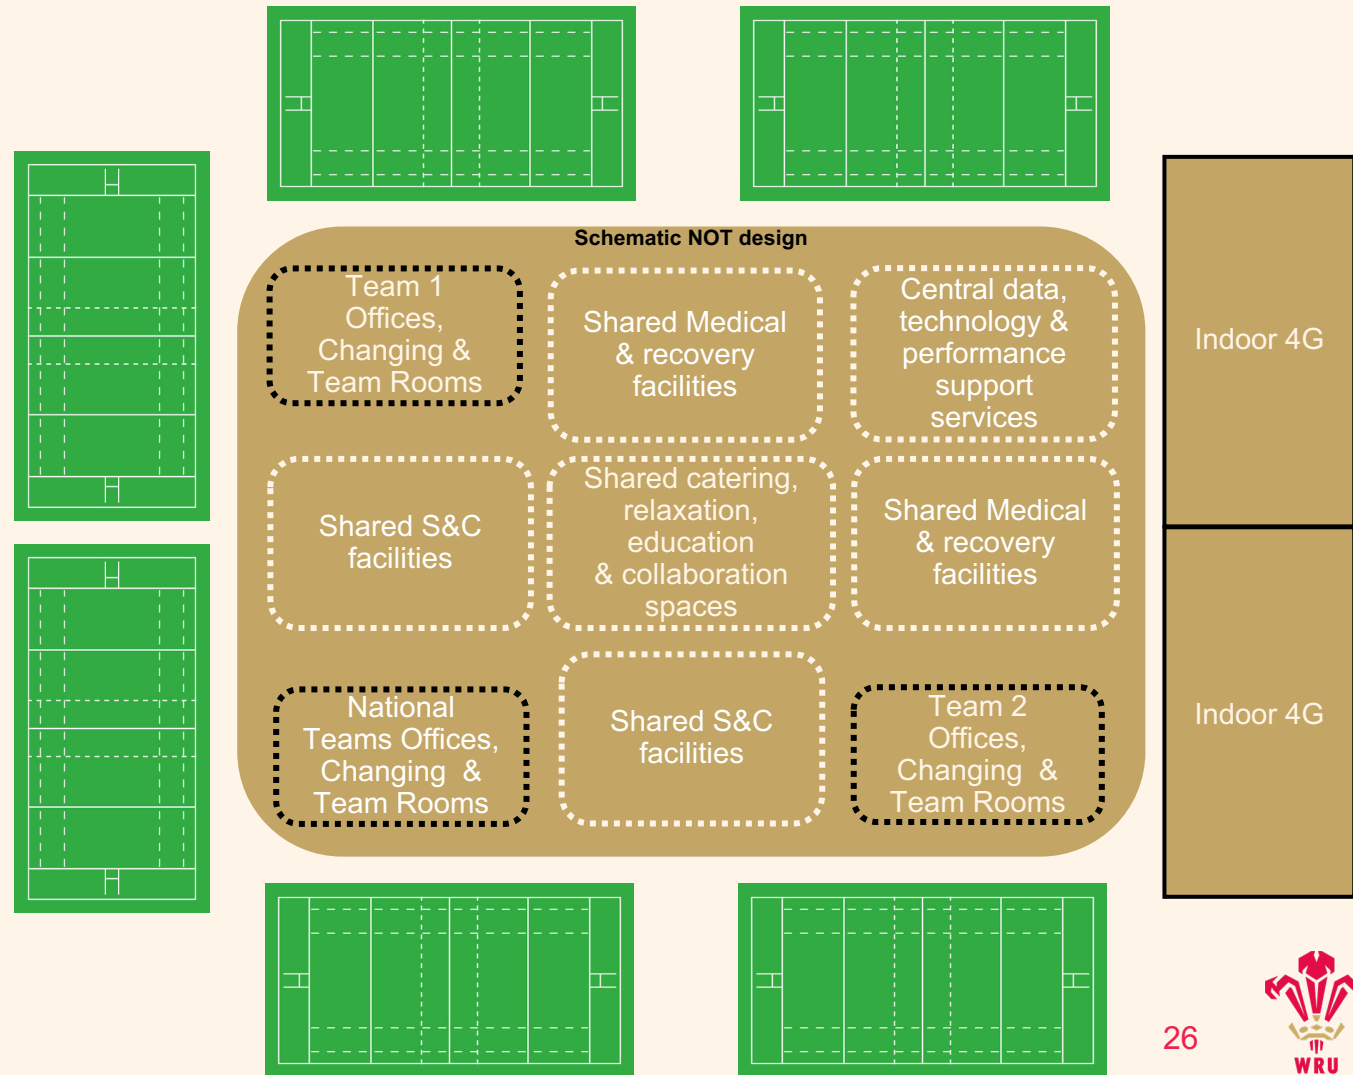 Schematic NOT design
Team 1
Offices,
Changing &
Team Rooms
Shared Medical
& recovery
facilities
Central data,
technology &
performance
support
services
Indoor 4G
Shared S&C
facilities
Shared catering,
relaxation,
education
& collaboration
spaces
Shared Medical
& recovery
facilities
National
Teams Offices,
Changing &
Team Rooms
Shared S&C
facilities
Team 2
Offices,
Changing &
Team Rooms
Indoor 4G
26
WRU